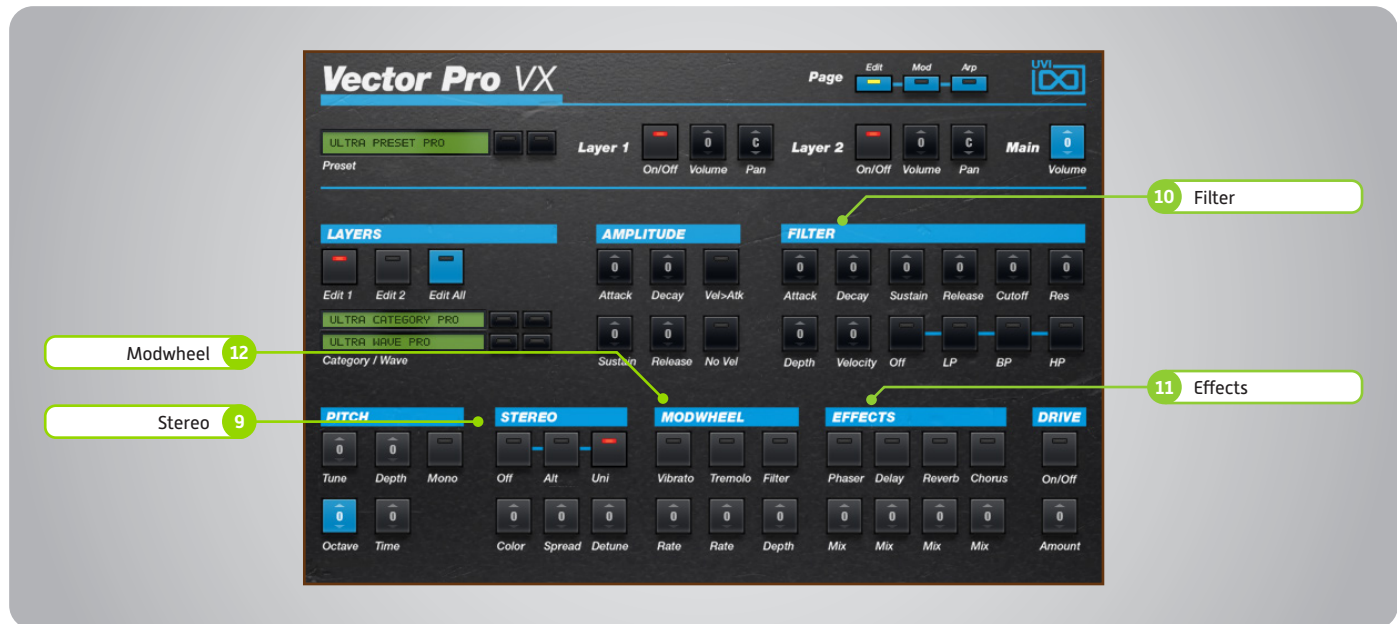 Vector Pro VX
Page Edit Mod Arp
UVI
ULTRA PRESET PRO
Preset
Layer 1 0 C
On/Off Volume Pan
Layer 2 0 C
On/Off Volume Pan
Main 0
Volume
10 Filter
LAYERS
Edit 1 Edit 2 Edit All
ULTRA CATEGORY PRO
ULTRA WAVE PRO
Category / Wave
AMPLITUDE
0 0
Attack Decay Vel>Atk
0 0
Sustain Release No Vel
FILTER
0 0 0 0 0 0
Attack Decay Sustain Release Cutoff Res
0 0
Depth Velocity Off LP BP HP
Modwheel 12
11 Effects
Stereo 9
PITCH
0 0
Tune Depth Mono
0 0
Octave Time
STEREO
Off Alt Uni
0 0 0
Color Spread Detune
MODWHEEL
Vibrato Tremolo Filter
0 0 0
Rate Rate Depth
EFFECTS
Phaser Delay Reverb Chorus
0 0 0 0
Mix Mix Mix Mix
DRIVE
On/Off
0
Amount